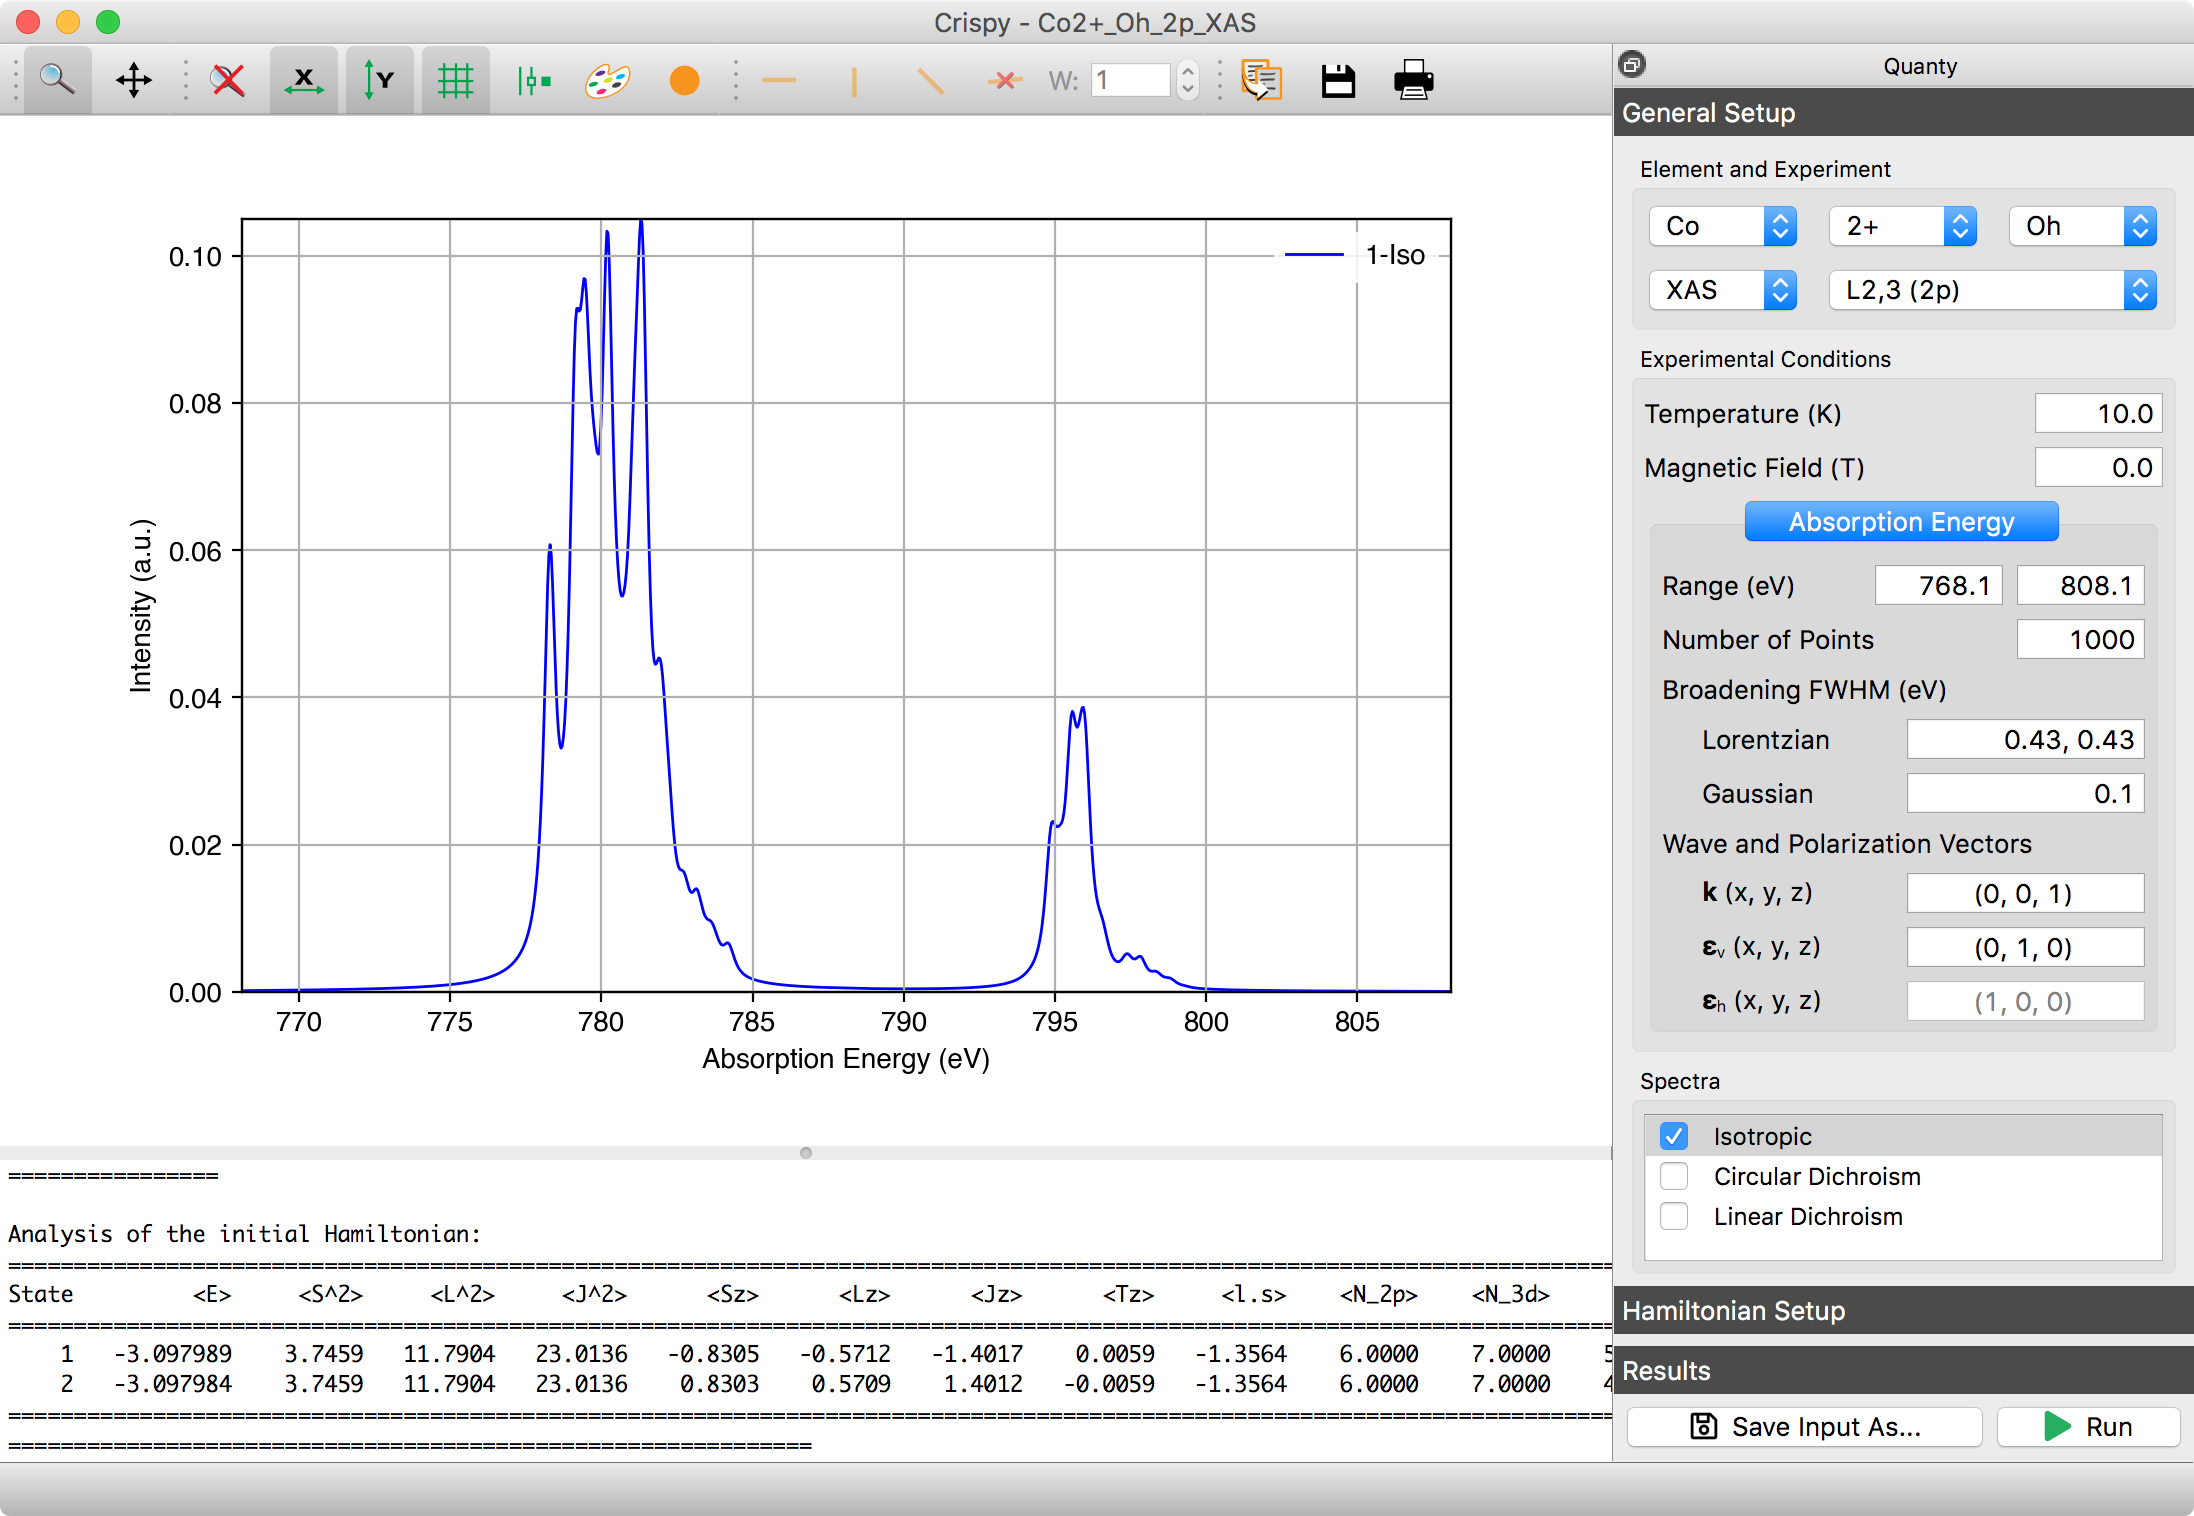 Crispy - Co2+_Oh_2p_XAS
X
Y
W: 1
0.10
0.08
0.06
0.04
0.02
0.00
Intensity (a.u.)
1-Iso
770 775 780 785 790 795 800 805
Absorption Energy (eV)
================
Analysis of the initial Hamiltonian:
State <E> <S^2> <L^2> <J^2> <Sz> <Lz> <Jz> <Tz> <l.s> <N_2p> <N_3d>
1 -3.097989 3.7459 11.7904 23.0136 -0.8305 -0.5712 -1.4017 0.0059 -1.3564 6.0000 7.0000
2 -3.097984 3.7459 11.7904 23.0136 0.8303 0.5709 1.4012 -0.0059 -1.3564 6.0000 7.0000
Quanty
General Setup
Element and Experiment
Co 2+ Oh
XAS L2,3 (2p)
Experimental Conditions
Temperature (K) 10.0
Magnetic Field (T) 0.0
Absorption Energy
Range (eV) 768.1 808.1
Number of Points 1000
Broadening FWHM (eV)
Lorentzian 0.43, 0.43
Gaussian 0.1
Wave and Polarization Vectors
k (x, y, z) (0, 0, 1)
εv (x, y, z) (0, 1, 0)
εh (x, y, z) (1, 0, 0)
Spectra
Isotropic
Circular Dichroism
Linear Dichroism
Hamiltonian Setup
Results
Save Input As... Run